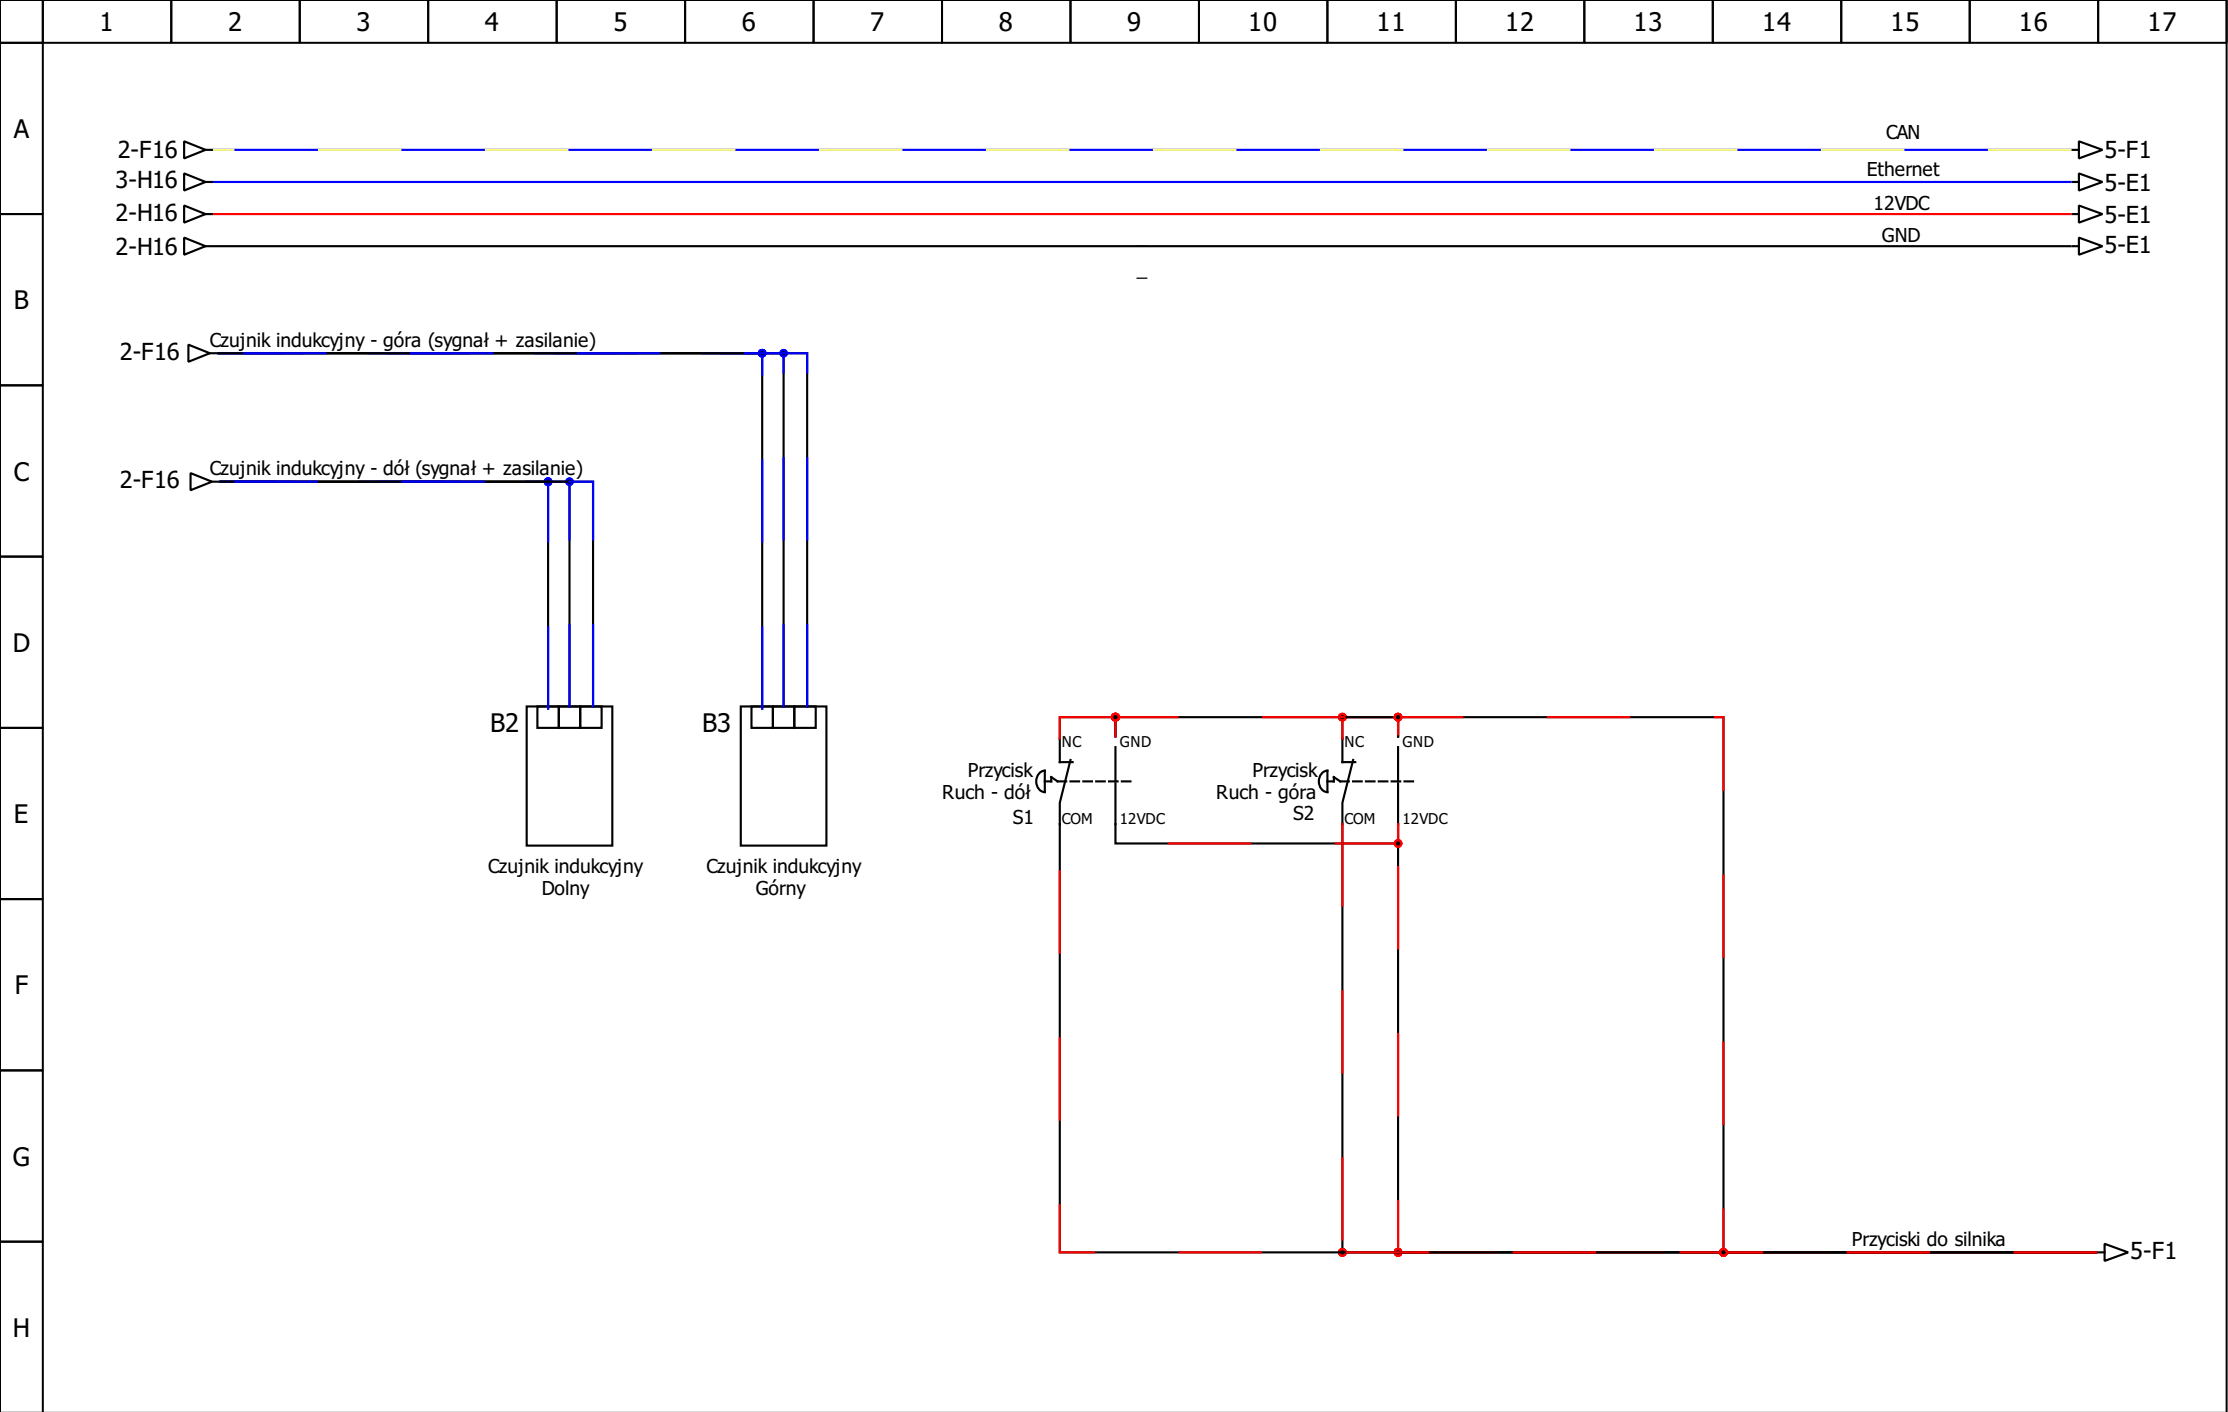 1 2 3 4 5 6 7 8 9 10 11 12 13 14 15 16 17
A
CAN
2-F16 5-F1
Ethernet
3-H16 5-E1
12VDC
2-H16 5-E1
GND
2-H16 5-E1
_
B
Czujnik indukcyjny - góra (sygnał + zasilanie)
2-F16
C
Czujnik indukcyjny - dół (sygnał + zasilanie)
2-F16
D
B2 B3
NC GND NC GND
Przycisk
Ruch - dół
S1
Przycisk
Ruch - góra
S2
COM 12VDC COM 12VDC
E
Czujnik indukcyjny
Dolny
Czujnik indukcyjny
Górny
F
G
Przyciski do silnika
5-F1
H